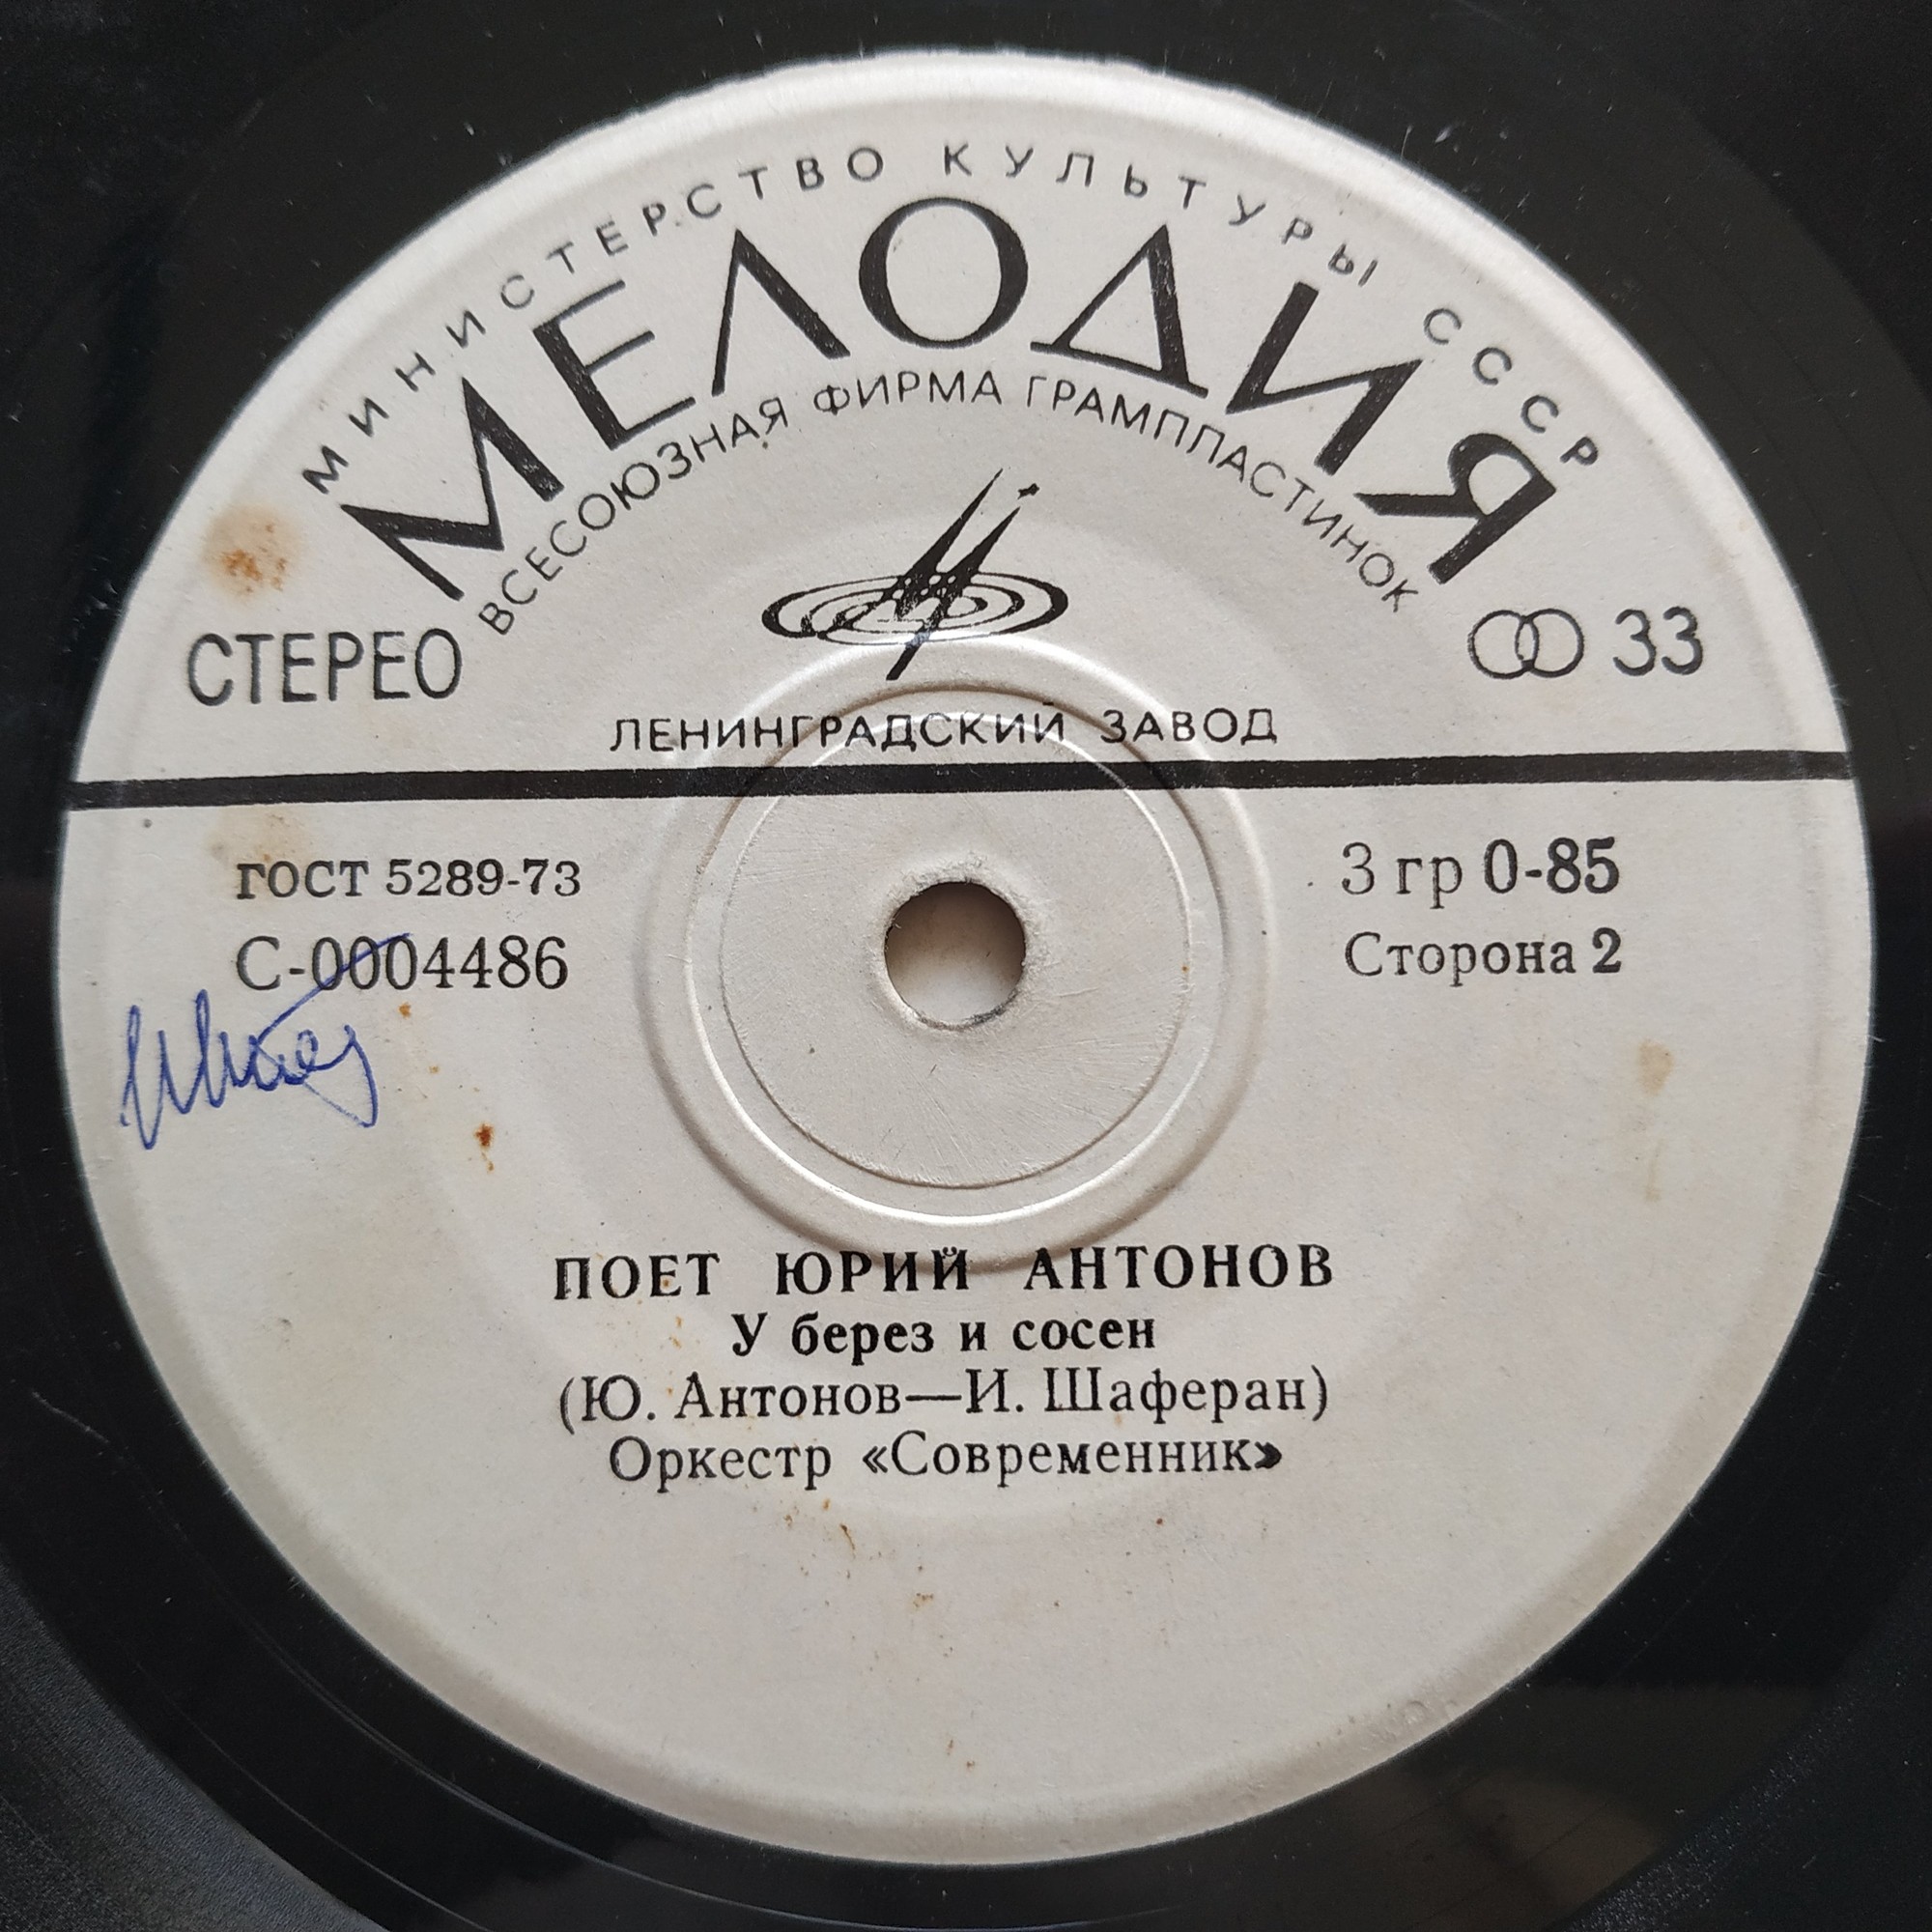 МИНИСТЕРСТВО КУЛЬТУРЫ СССР
МЕЛОДИЯ
ВСЕСОЮЗНАЯ ФИРМА ГРАМПЛАСТИНОК
СТЕРЕО
33
ЛЕНИНГРАДСКИЙ ЗАВОД
ГОСТ 5289-73
3 гр 0-85
С-0004486
Сторона 2
ПОЕТ ЮРИЙ АНТОНОВ
У берез и сосен
(Ю. Антонов—И. Шаферан)
Оркестр «Современник»